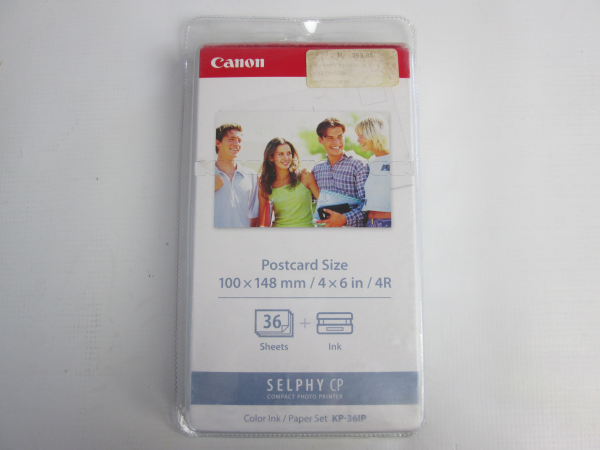 Canon
Postcard Size
100 × 148 mm / 4 × 6 in / 4R
36 +
Sheets Ink
SELPHY CP
COMPACT PHOTO PRINTER
Color Ink / Paper Set KP-36IP